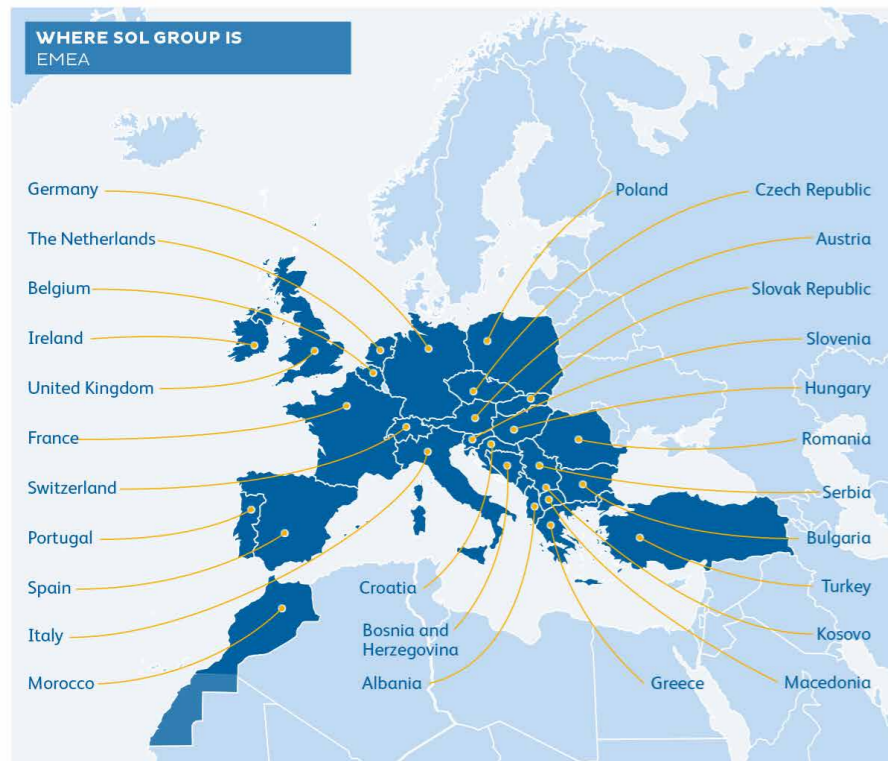 WHERE SOL GROUP IS
EMEA
Germany
The Netherlands
Belgium
Ireland
United Kingdom
France
Switzerland
Portugal
Spain
Italy
Morocco
Croatia
Bosnia and
Herzegovina
Albania
Poland
Czech Republic
Austria
Slovak Republic
Slovenia
Hungary
Romania
Serbia
Bulgaria
Turkey
Kosovo
Macedonia
Greece